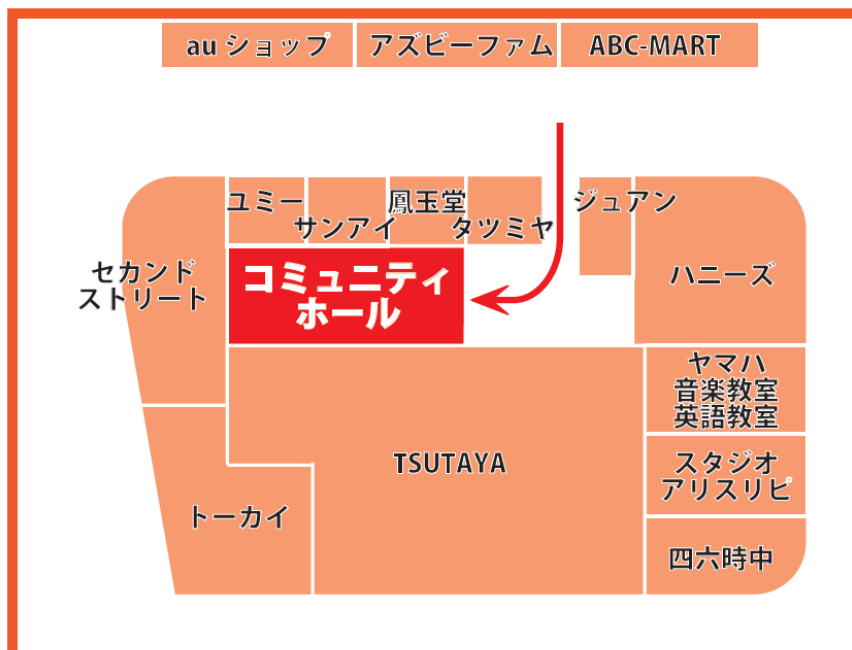 au ショップ
アズビーファム
ABC-MART
ユミー
サンアイ
鳳玉堂
タツミヤ
ジュアン
セカンド
ストリート
コミュニティ
ホール
ハニーズ
ヤマハ
音楽教室
英語教室
TSUTAYA
スタジオ
アリスリピ
トーカイ
四六時中